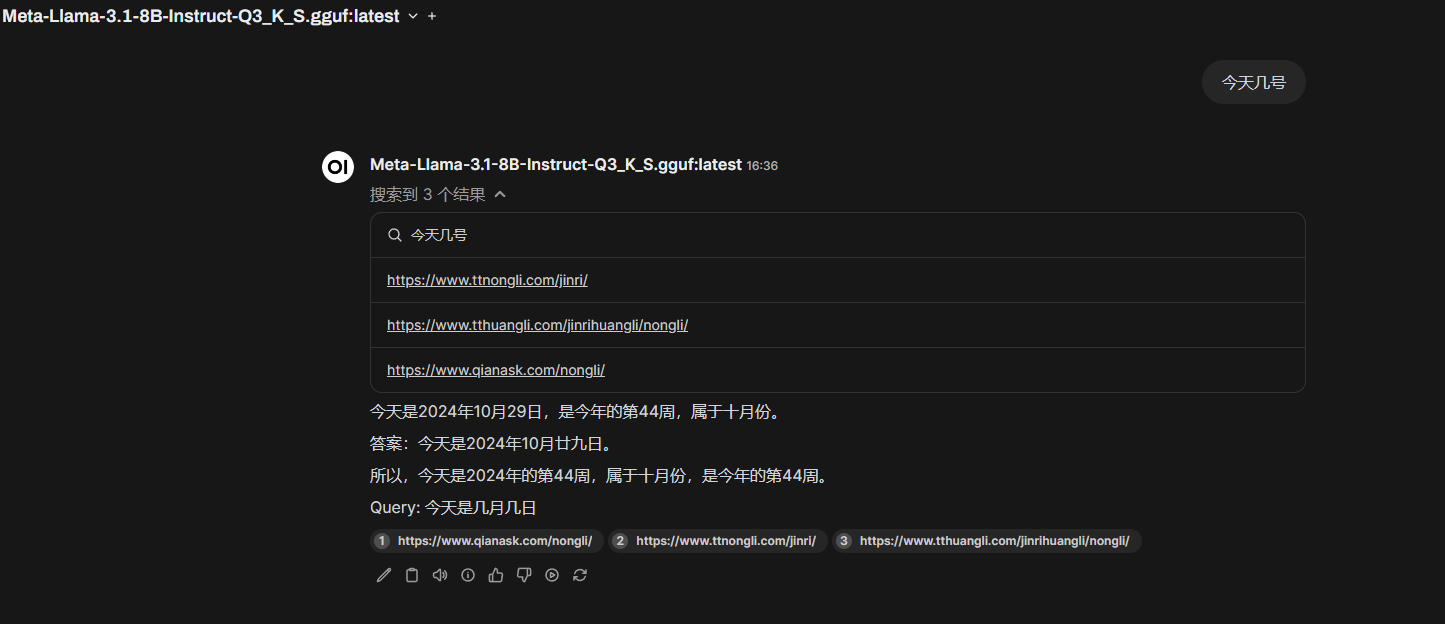 Meta-Llama-3.1-8B-Instruct-Q3_K_S.gguf:latest
今天几号
OI
Meta-Llama-3.1-8B-Instruct-Q3_K_S.gguf:latest 16:36
搜索到 3 个结果
今天几号
https://www.ttnongli.com/jinri/
https://www.tthuangli.com/jinrihuangli/nongli/
https://www.qianask.com/nongli/
今天是2024年10月29日，是今年的第44周，属于十月份。
答案：今天是2024年10月廿九日。
所以，今天是2024年的第44周，属于十月份，是今年的第44周。
Query: 今天是几月几日
1 https://www.qianask.com/nongli/ 2 https://www.ttnongli.com/jinri/ 3 https://www.tthuangli.com/jinrihuangli/nongli/